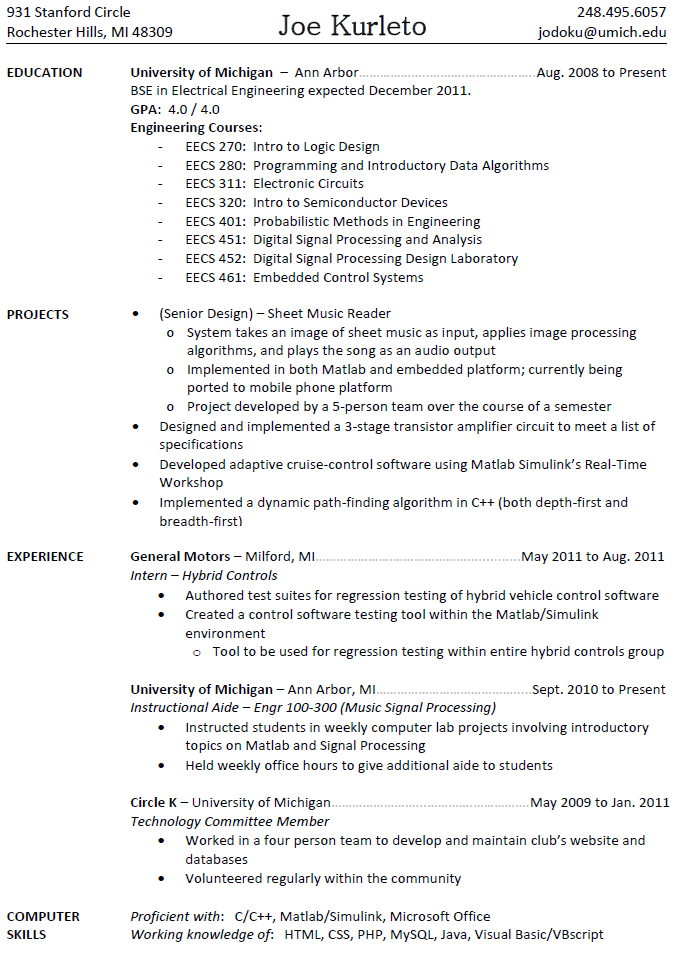 931 Stanford Circle
Rochester Hills, MI 48309
Joe Kurleto
248.495.6057
jodoku@umich.edu
EDUCATION
University of Michigan – Ann Arbor Aug. 2008 to Present
BSE in Electrical Engineering expected December 2011.
GPA: 4.0 / 4.0
Engineering Courses:
- EECS 270: Intro to Logic Design
- EECS 280: Programming and Introductory Data Algorithms
- EECS 311: Electronic Circuits
- EECS 320: Intro to Semiconductor Devices
- EECS 401: Probabilistic Methods in Engineering
- EECS 451: Digital Signal Processing and Analysis
- EECS 452: Digital Signal Processing Design Laboratory
- EECS 461: Embedded Control Systems
PROJECTS
• (Senior Design) – Sheet Music Reader
o System takes an image of sheet music as input, applies image processing
algorithms, and plays the song as an audio output
o Implemented in both Matlab and embedded platform; currently being
ported to mobile phone platform
o Project developed by a 5-person team over the course of a semester
• Designed and implemented a 3-stage transistor amplifier circuit to meet a list of
specifications
• Developed adaptive cruise-control software using Matlab Simulink's Real-Time
Workshop
• Implemented a dynamic path-finding algorithm in C++ (both depth-first and
breadth-first)
EXPERIENCE
General Motors – Milford, MI May 2011 to Aug. 2011
Intern – Hybrid Controls
• Authored test suites for regression testing of hybrid vehicle control software
• Created a control software testing tool within the Matlab/Simulink
environment
o Tool to be used for regression testing within entire hybrid controls group
University of Michigan – Ann Arbor, MI Sept. 2010 to Present
Instructional Aide – Engr 100-300 (Music Signal Processing)
• Instructed students in weekly computer lab projects involving introductory
topics on Matlab and Signal Processing
• Held weekly office hours to give additional aide to students
Circle K – University of Michigan May 2009 to Jan. 2011
Technology Committee Member
• Worked in a four person team to develop and maintain club's website and
databases
• Volunteered regularly within the community
COMPUTER
SKILLS
Proficient with: C/C++, Matlab/Simulink, Microsoft Office
Working knowledge of: HTML, CSS, PHP, MySQL, Java, Visual Basic/VBscript